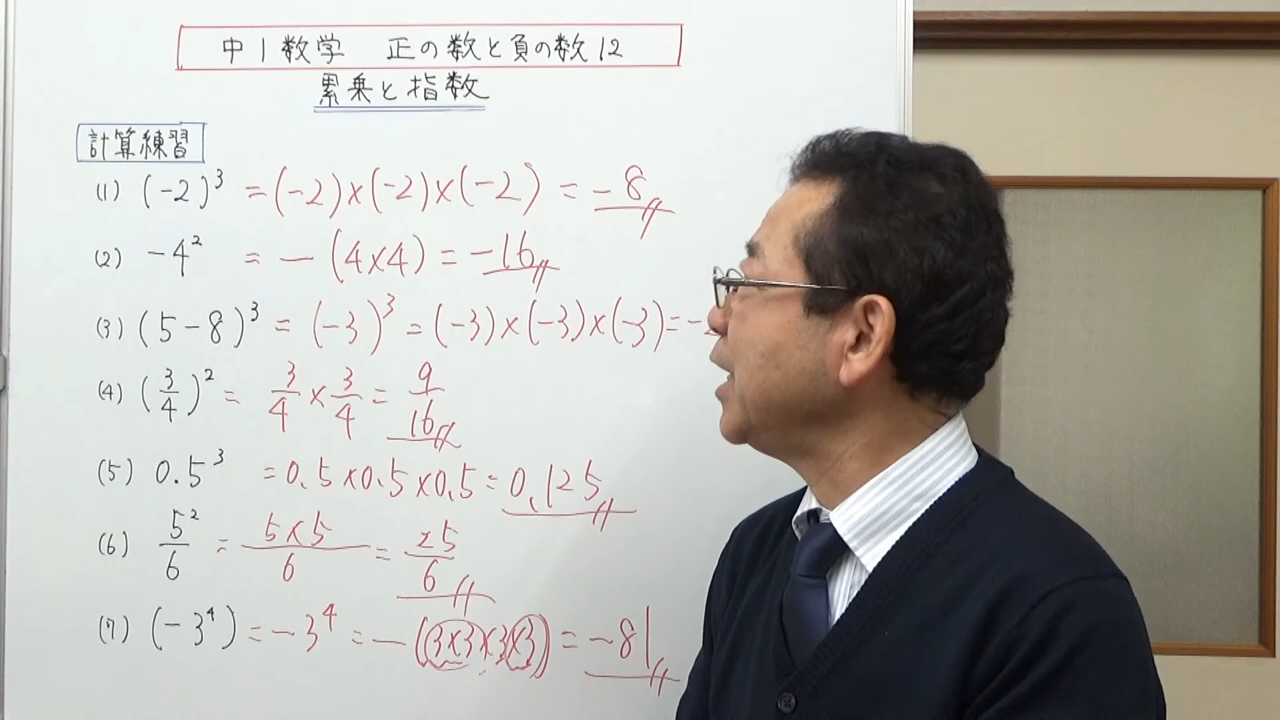 中1数学 正の数と負の数12
累乗と指数
計算練習
(1) (-2)³ =(-2)×(-2)×(-2) = -8
(2) -4² = -(4×4) = -16
(3) (5-8)³ = (-3)³ = (-3)×(-3)×(-3)= -
(4) (3/4)² = 3/4 × 3/4 = 9/16
(5) 0.5³ =0.5×0.5×0.5=0.125
(6) 5²/6 = 5×5/6 = 25/6
(7) (-3⁴) = -3⁴ = -(3×3×3×3) = -81